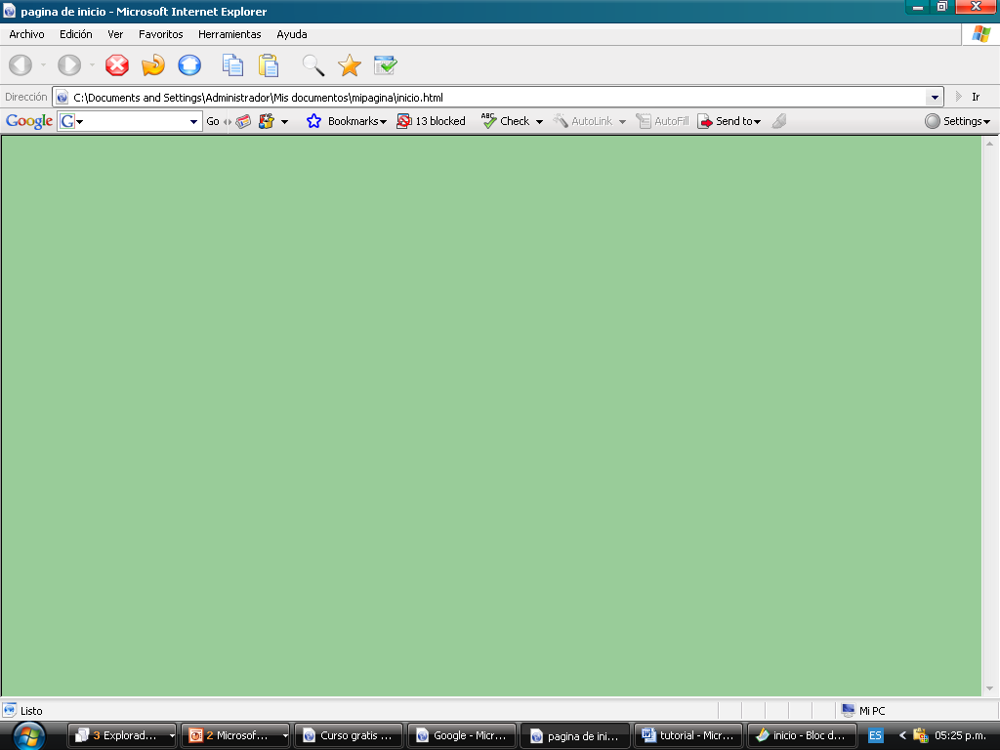 pagina de inicio - Microsoft Internet Explorer
Archivo Edición Ver Favoritos Herramientas Ayuda
Dirección C:\Documents and Settings\Administrador\Mis documentos\mipagina\inicio.html Ir
Google G Go Bookmarks 13 blocked ABC Check AutoLink AutoFill Send to Settings
Listo Mi PC
3 Explorad... 2 Microsof... Curso gratis ... Google - Micr... pagina de ini... tutorial - Micr... inicio - Bloc d... ES < 05:25 p.m.